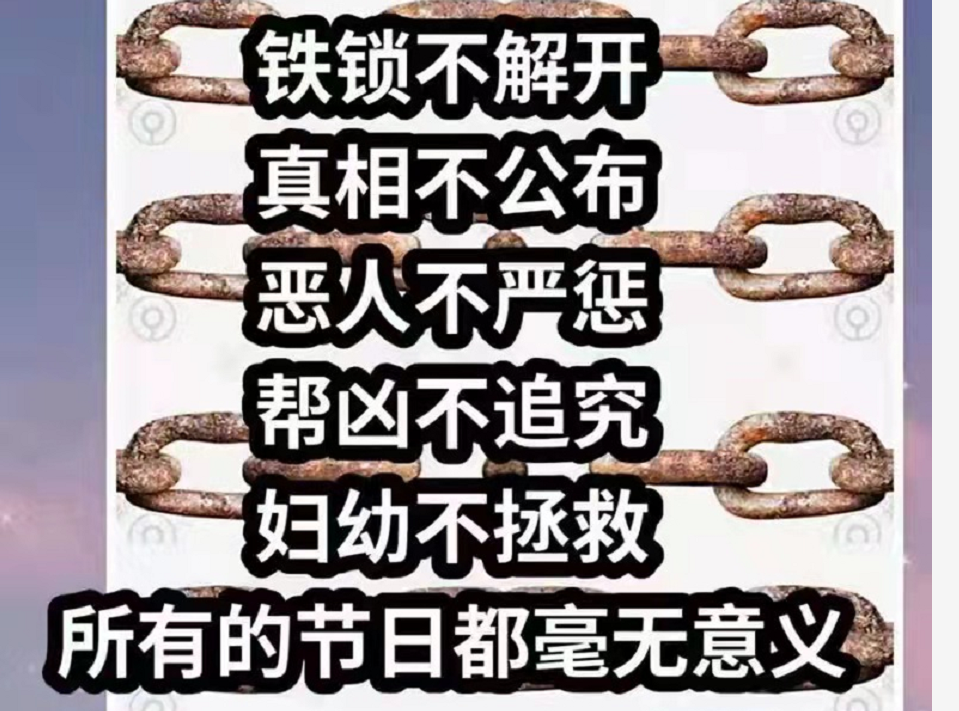 铁锁不解开
真相不公布
恶人不严惩
帮凶不追究
妇幼不拯救
所有的节日都毫无意义